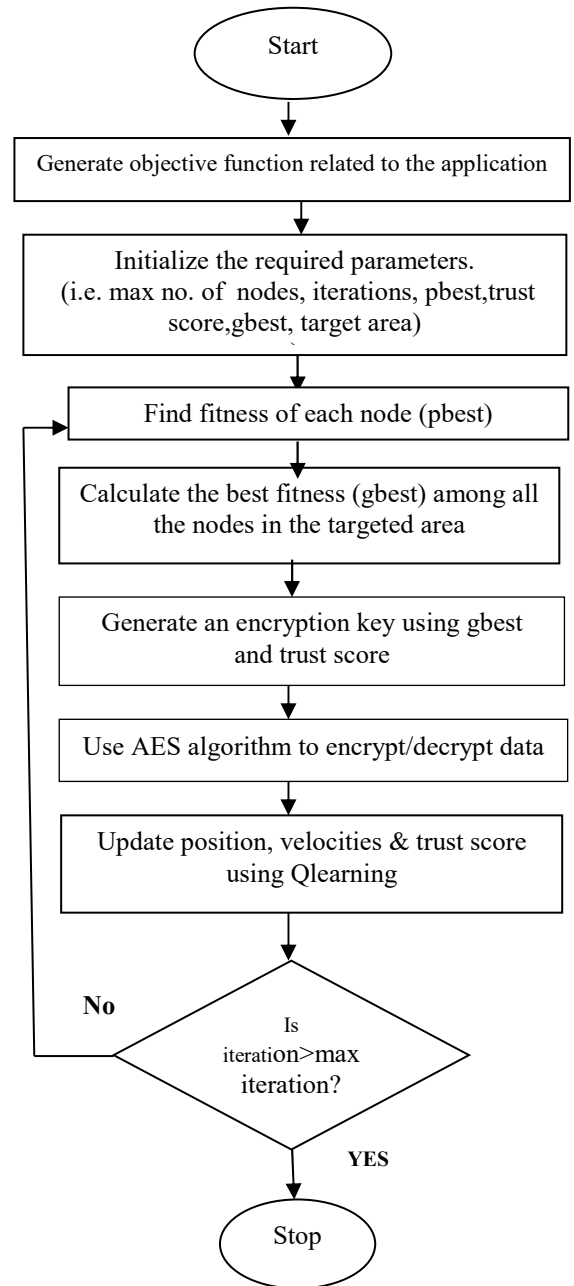 Start
Generate objective function related to the application
Initialize the required parameters.
(i.e. max no. of nodes, iterations, pbest,trust
score,gbest, target area)
Find fitness of each node (pbest)
Calculate the best fitness (gbest) among all
the nodes in the targeted area
Generate an encryption key using gbest
and trust score
Use AES algorithm to encrypt/decrypt data
Update position, velocities & trust score
using Qlearning
No
Is
iteration>max
iteration?
YES
Stop